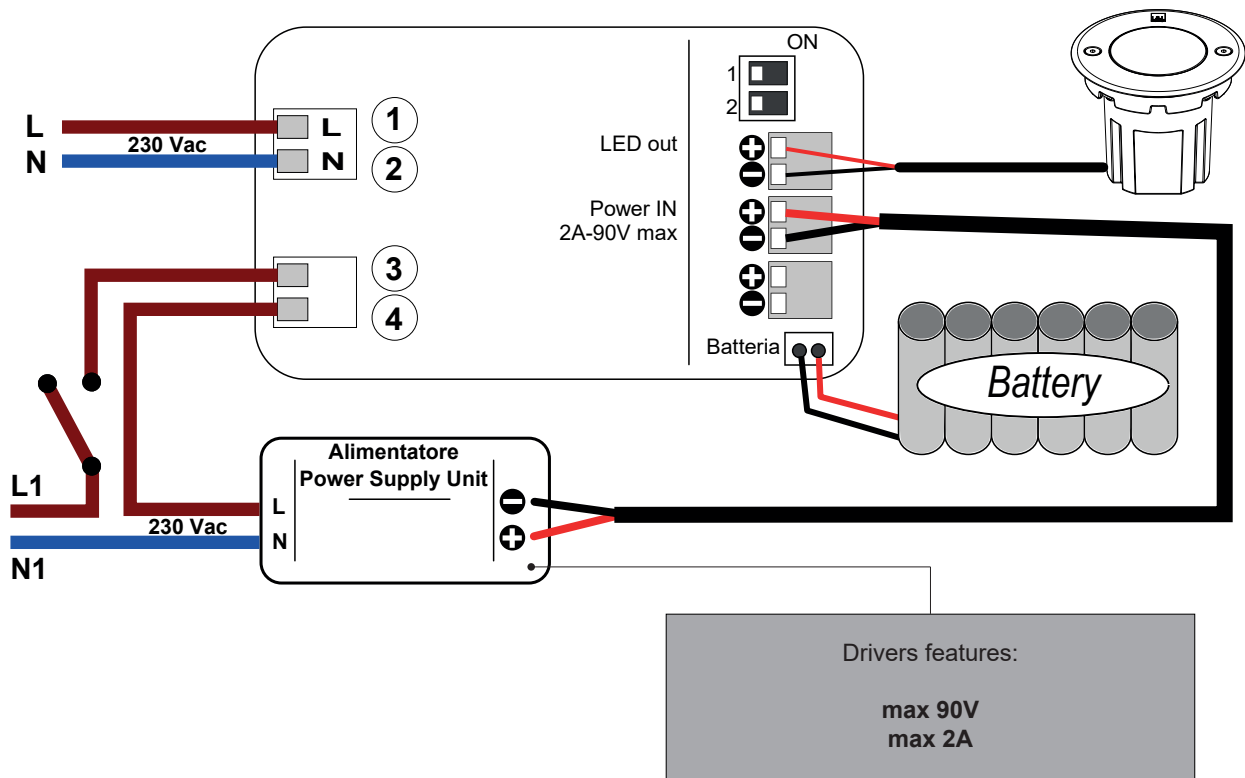 ON
1
2
L
N
230 Vac
L
N
1
2
LED out
Power IN
2A-90V max
3
4
Batteria
Battery
Alimentatore
Power Supply Unit
L1
230 Vac
N1
L
N
Drivers features:
max 90V
max 2A